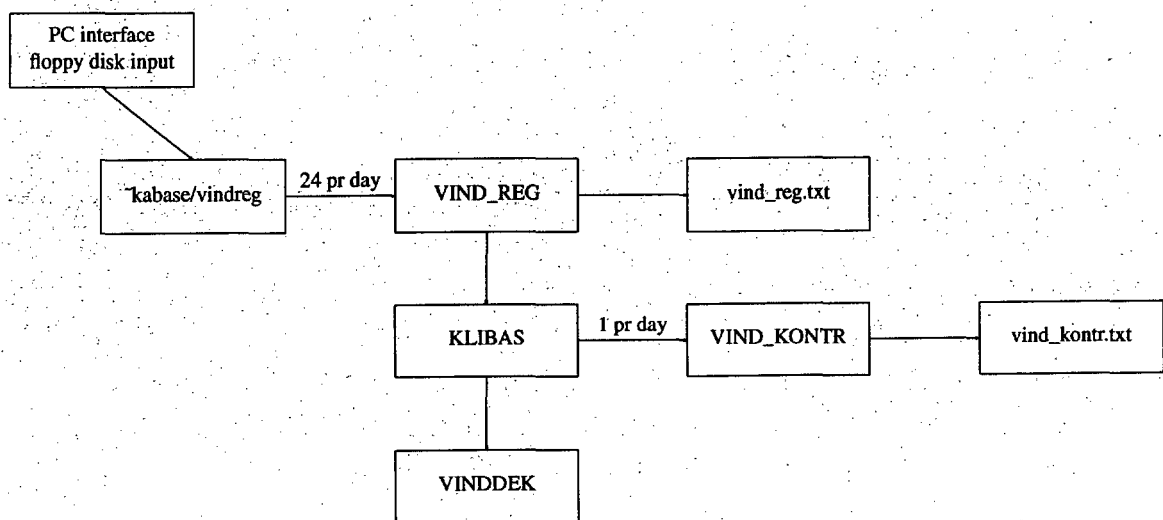 PC interface
floppy disk input
~kabase/vindreg
24 pr day
VIND_REG
vind_reg.txt
KLIBAS
1 pr day
VIND_KONTR
vind_kontr.txt
VINDDEK